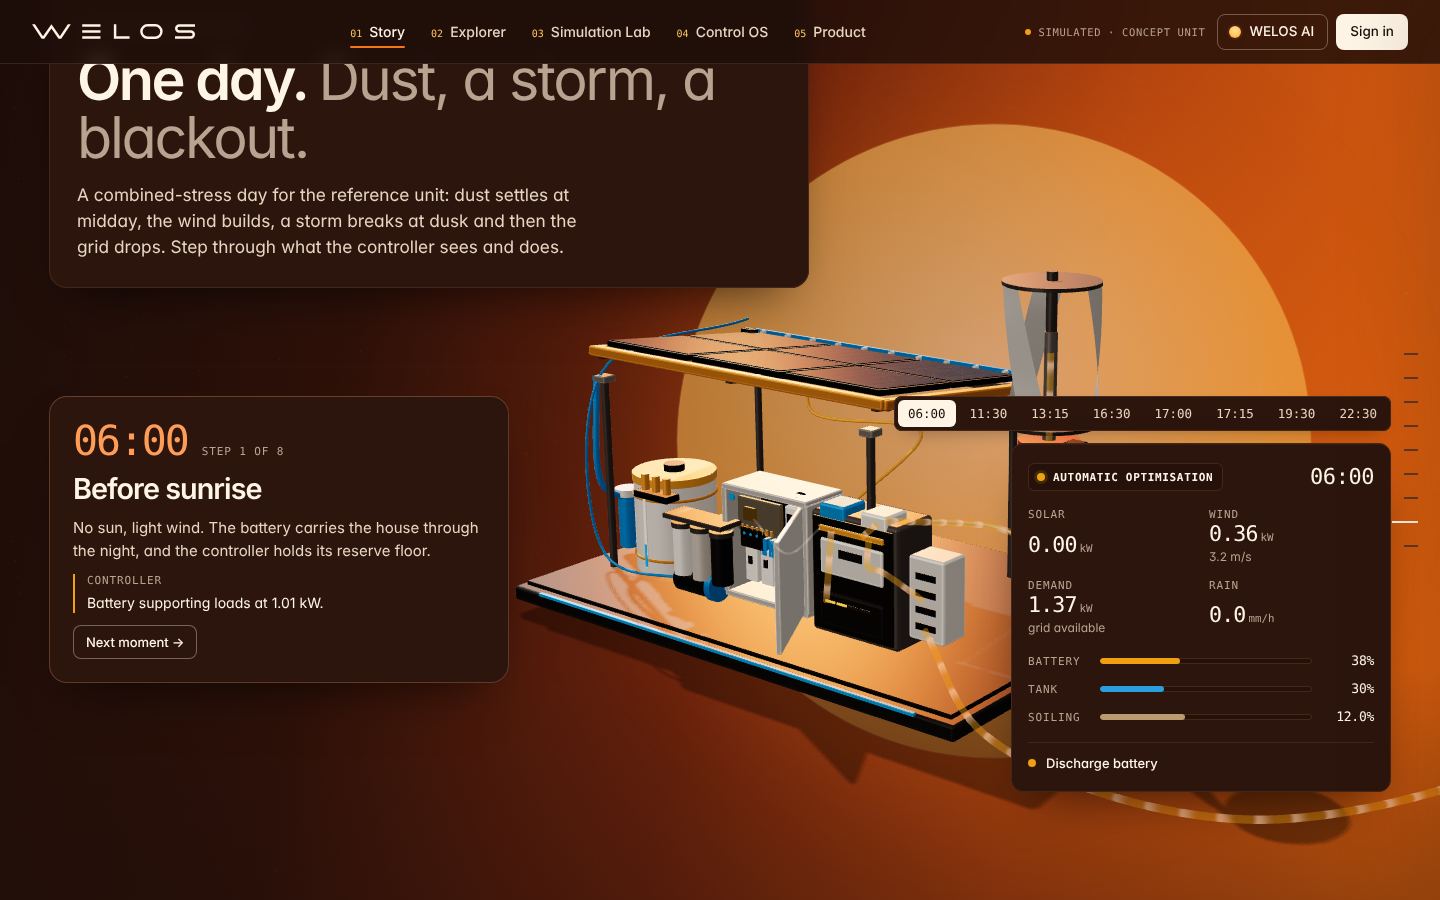 WELOS
01 Story 02 Explorer 03 Simulation Lab 04 Control OS 05 Product
SIMULATED · CONCEPT UNIT
WELOS AI
Sign in
One day. Dust, a storm, a
blackout.
A combined-stress day for the reference unit: dust settles at
midday, the wind builds, a storm breaks at dusk and then the
grid drops. Step through what the controller sees and does.
06:00 STEP 1 OF 8
Before sunrise
No sun, light wind. The battery carries the house through
the night, and the controller holds its reserve floor.
CONTROLLER
Battery supporting loads at 1.01 kW.
Next moment →
06:00 11:30 13:15 16:30 17:00 17:15 19:30 22:30
AUTOMATIC OPTIMISATION 06:00
SOLAR
0.00 kW
WIND
0.36 kW
3.2 m/s
DEMAND
1.37 kW
grid available
RAIN
0.0 mm/h
BATTERY 38%
TANK 30%
SOILING 12.0%
Discharge battery